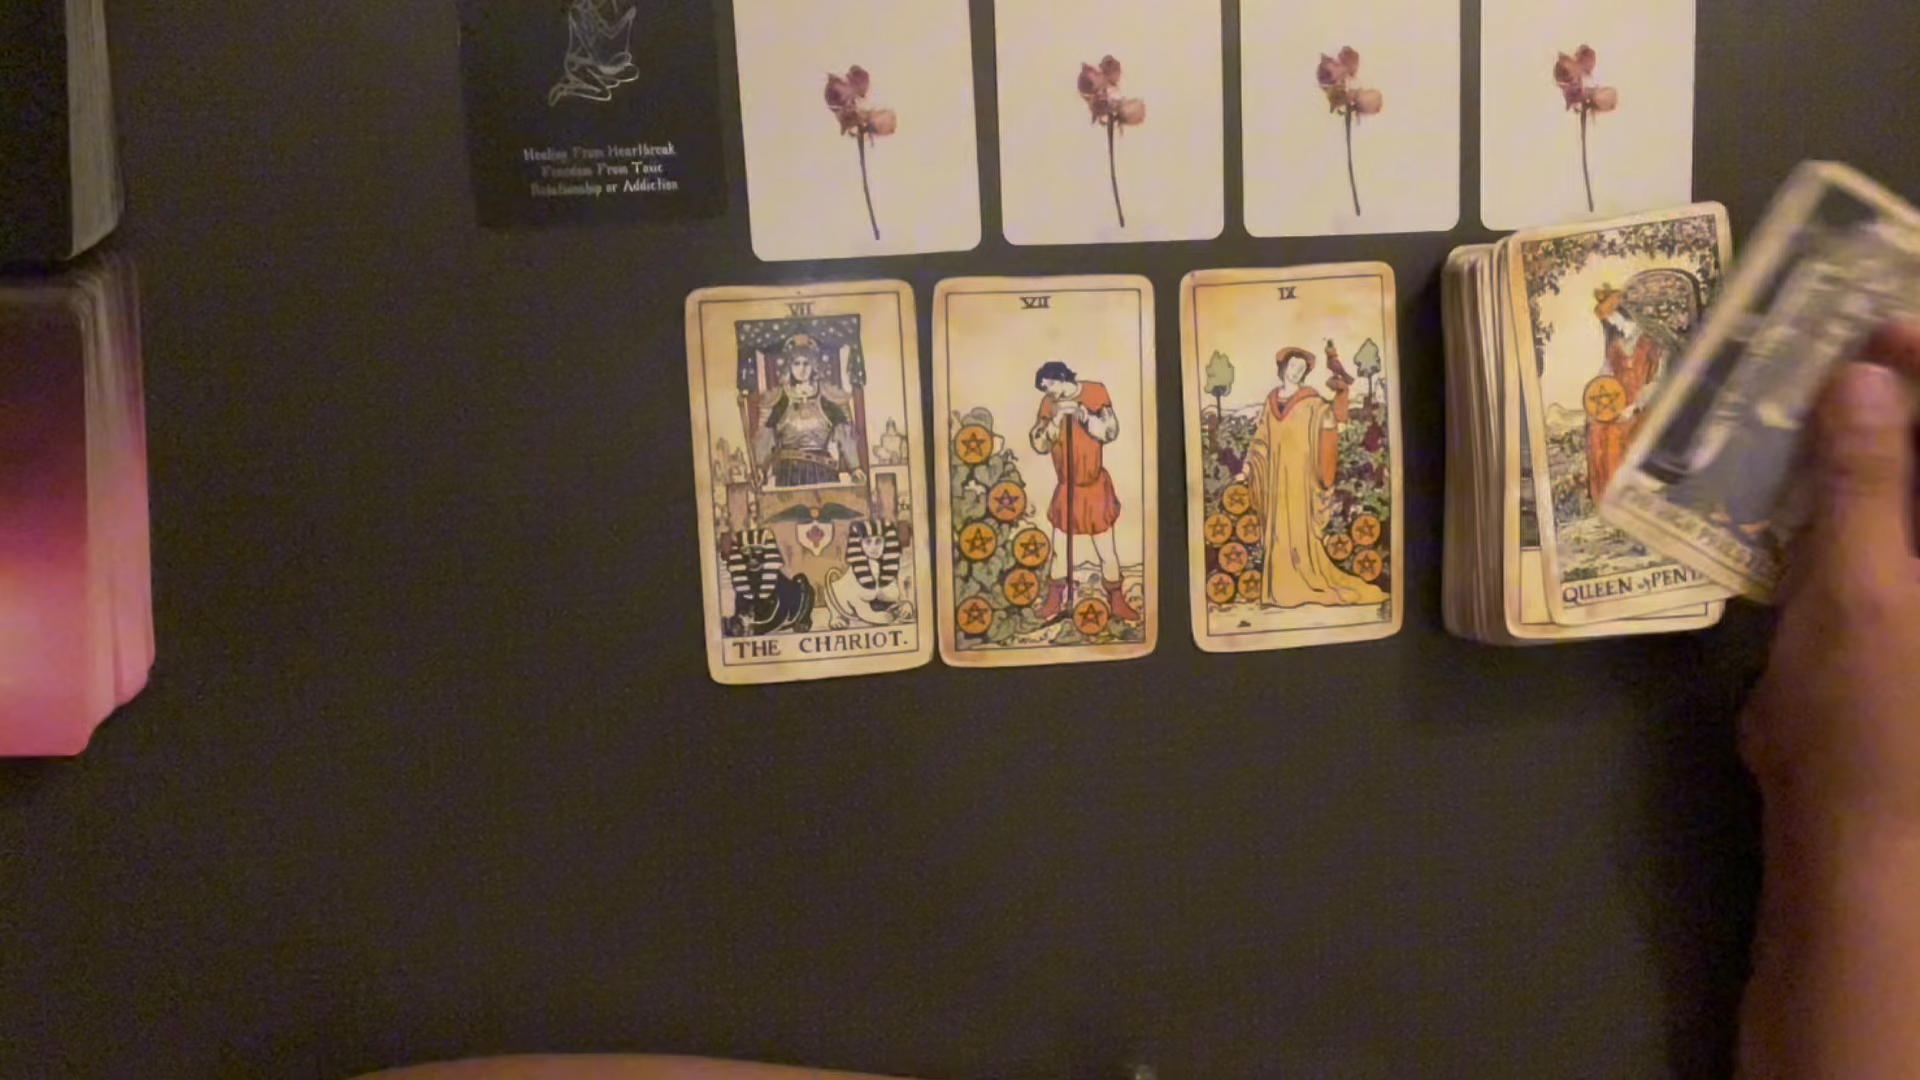 Healing From Heartbreak
Freedom From Toxic
Relationship or Addiction
VII
THE CHARIOT.
VII
IX
QUEEN of PENT